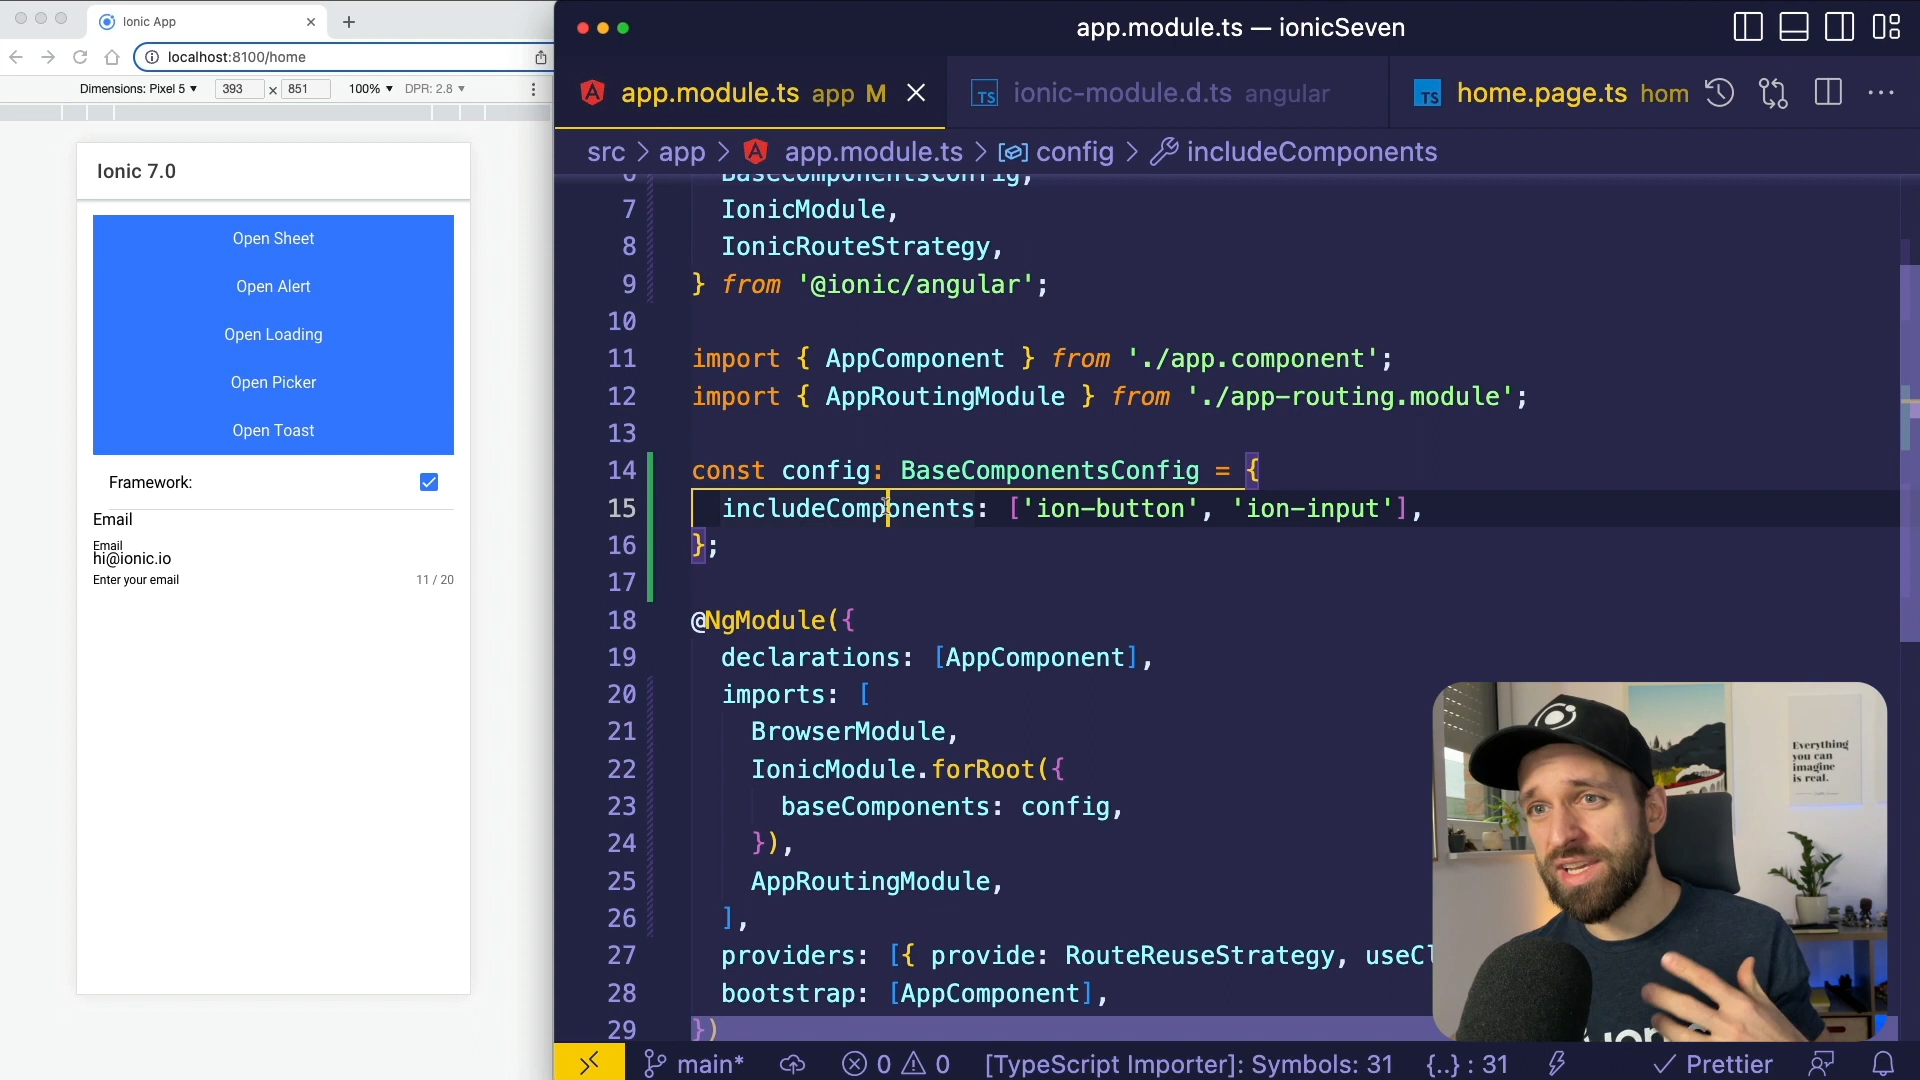 Ionic App
localhost:8100/home
Dimensions: Pixel 5 393 x 851 100% DPR: 2.8
Ionic 7.0
Open Sheet
Open Alert
Open Loading
Open Picker
Open Toast
Framework:
Email
Email
hi@ionic.io
Enter your email 11 / 20
app.module.ts — ionicSeven
app.module.ts app M
TS ionic-module.d.ts angular
TS home.page.ts hom
src > app > app.module.ts > config > includeComponents
6 BaseComponentsConfig,
7 IonicModule,
8 IonicRouteStrategy,
9 } from '@ionic/angular';
10
11 import { AppComponent } from './app.component';
12 import { AppRoutingModule } from './app-routing.module';
13
14 const config: BaseComponentsConfig = {
15 includeComponents: ['ion-button', 'ion-input'],
16 };
17
18 @NgModule({
19 declarations: [AppComponent],
20 imports: [
21 BrowserModule,
22 IonicModule.forRoot({
23 baseComponents: config,
24 }),
25 AppRoutingModule,
26 ],
27 providers: [{ provide: RouteReuseStrategy, useCl
28 bootstrap: [AppComponent],
29 })
Everything
you can
imagine
is real.
main* 0 0 [TypeScript Importer]: Symbols: 31 {..} : 31 Prettier